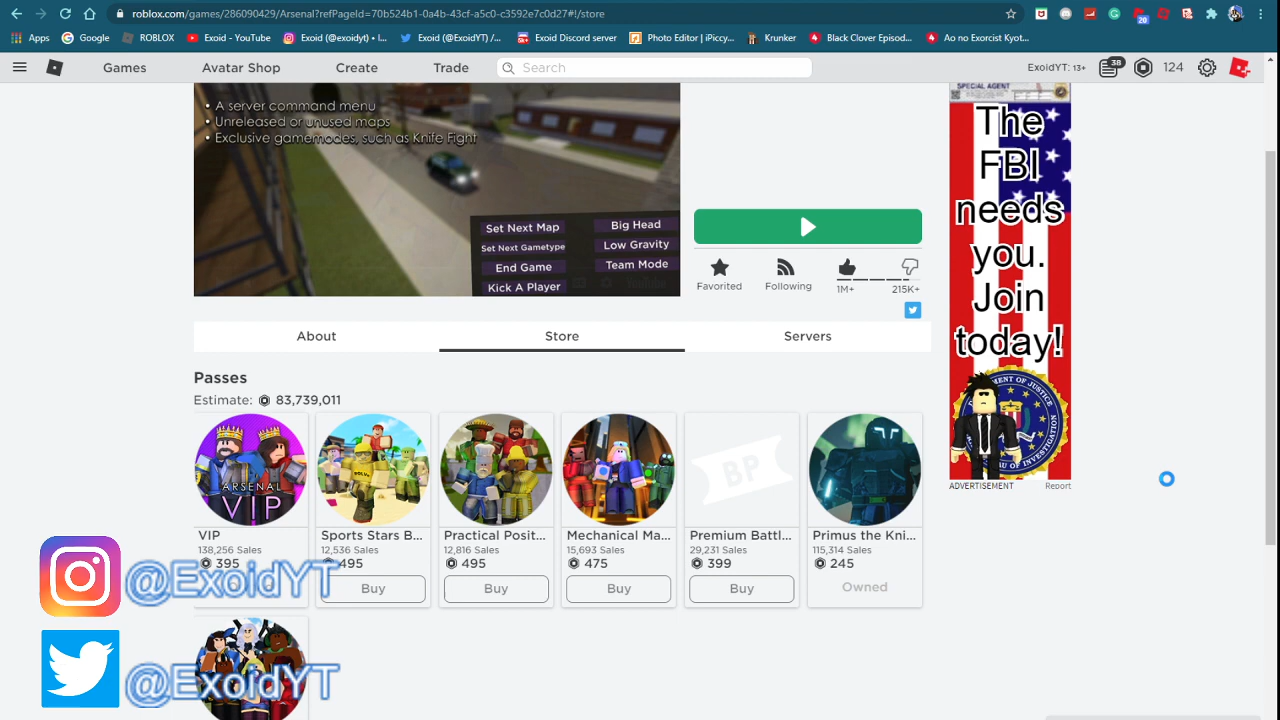 roblox.com/games/286090429/Arsenal?refPageId=70b524b1-0a4b-43cf-a5c0-c3592e7c0d27#!/store
20
Apps Google ROBLOX Exoid - YouTube Exoid (@exoidyt) • I... Exoid (@ExoidYT) /... Exoid Discord server Photo Editor | iPiccy... Krunker Black Clover Episod... Ao no Exorcist Kyot...
Games Avatar Shop Create Trade Search ExoidYT: 13+ 38 124
• A server command menu
• Unreleased or unused maps
• Exclusive gamemodes, such as Knife Fight
Set Next Map Big Head
Set Next Gametype Low Gravity
End Game Team Mode
Kick A Player
Favorited Following 1M+ 215K+
SPECIAL AGENT
The
FBI
needs
you.
Join
today!
ADVERTISEMENT Report
About Store Servers
Passes
Estimate: 83,739,011
ARSENAL
VIP
BP
VIP Sports Stars B... Practical Posit... Mechanical Ma... Premium Battl... Primus the Kni...
138,256 Sales 12,536 Sales 12,816 Sales 15,693 Sales 29,231 Sales 115,314 Sales
395 495 495 475 399 245
Buy Buy Buy Buy Owned
@ExoidYT
@ExoidYT